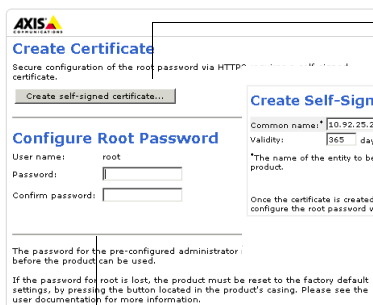 AXIS
COMMUNICATIONS
Create Certificate
Secure configuration of the root password via HTTPS
certificate.
Create self-signed certificate...
Create Self-Sign
Common name:* 10.92.25.2
Validity: 365 day
*The name of the entity to be
product.
Once the certificate is created
configure the root password v
Configure Root Password
User name: root
Password:
Confirm password:
The password for the pre-configured administrator
before the product can be used.
If the password for root is lost, the product must be reset to the factory default
settings, by pressing the button located in the product's casing. Please see the
user documentation for more information.